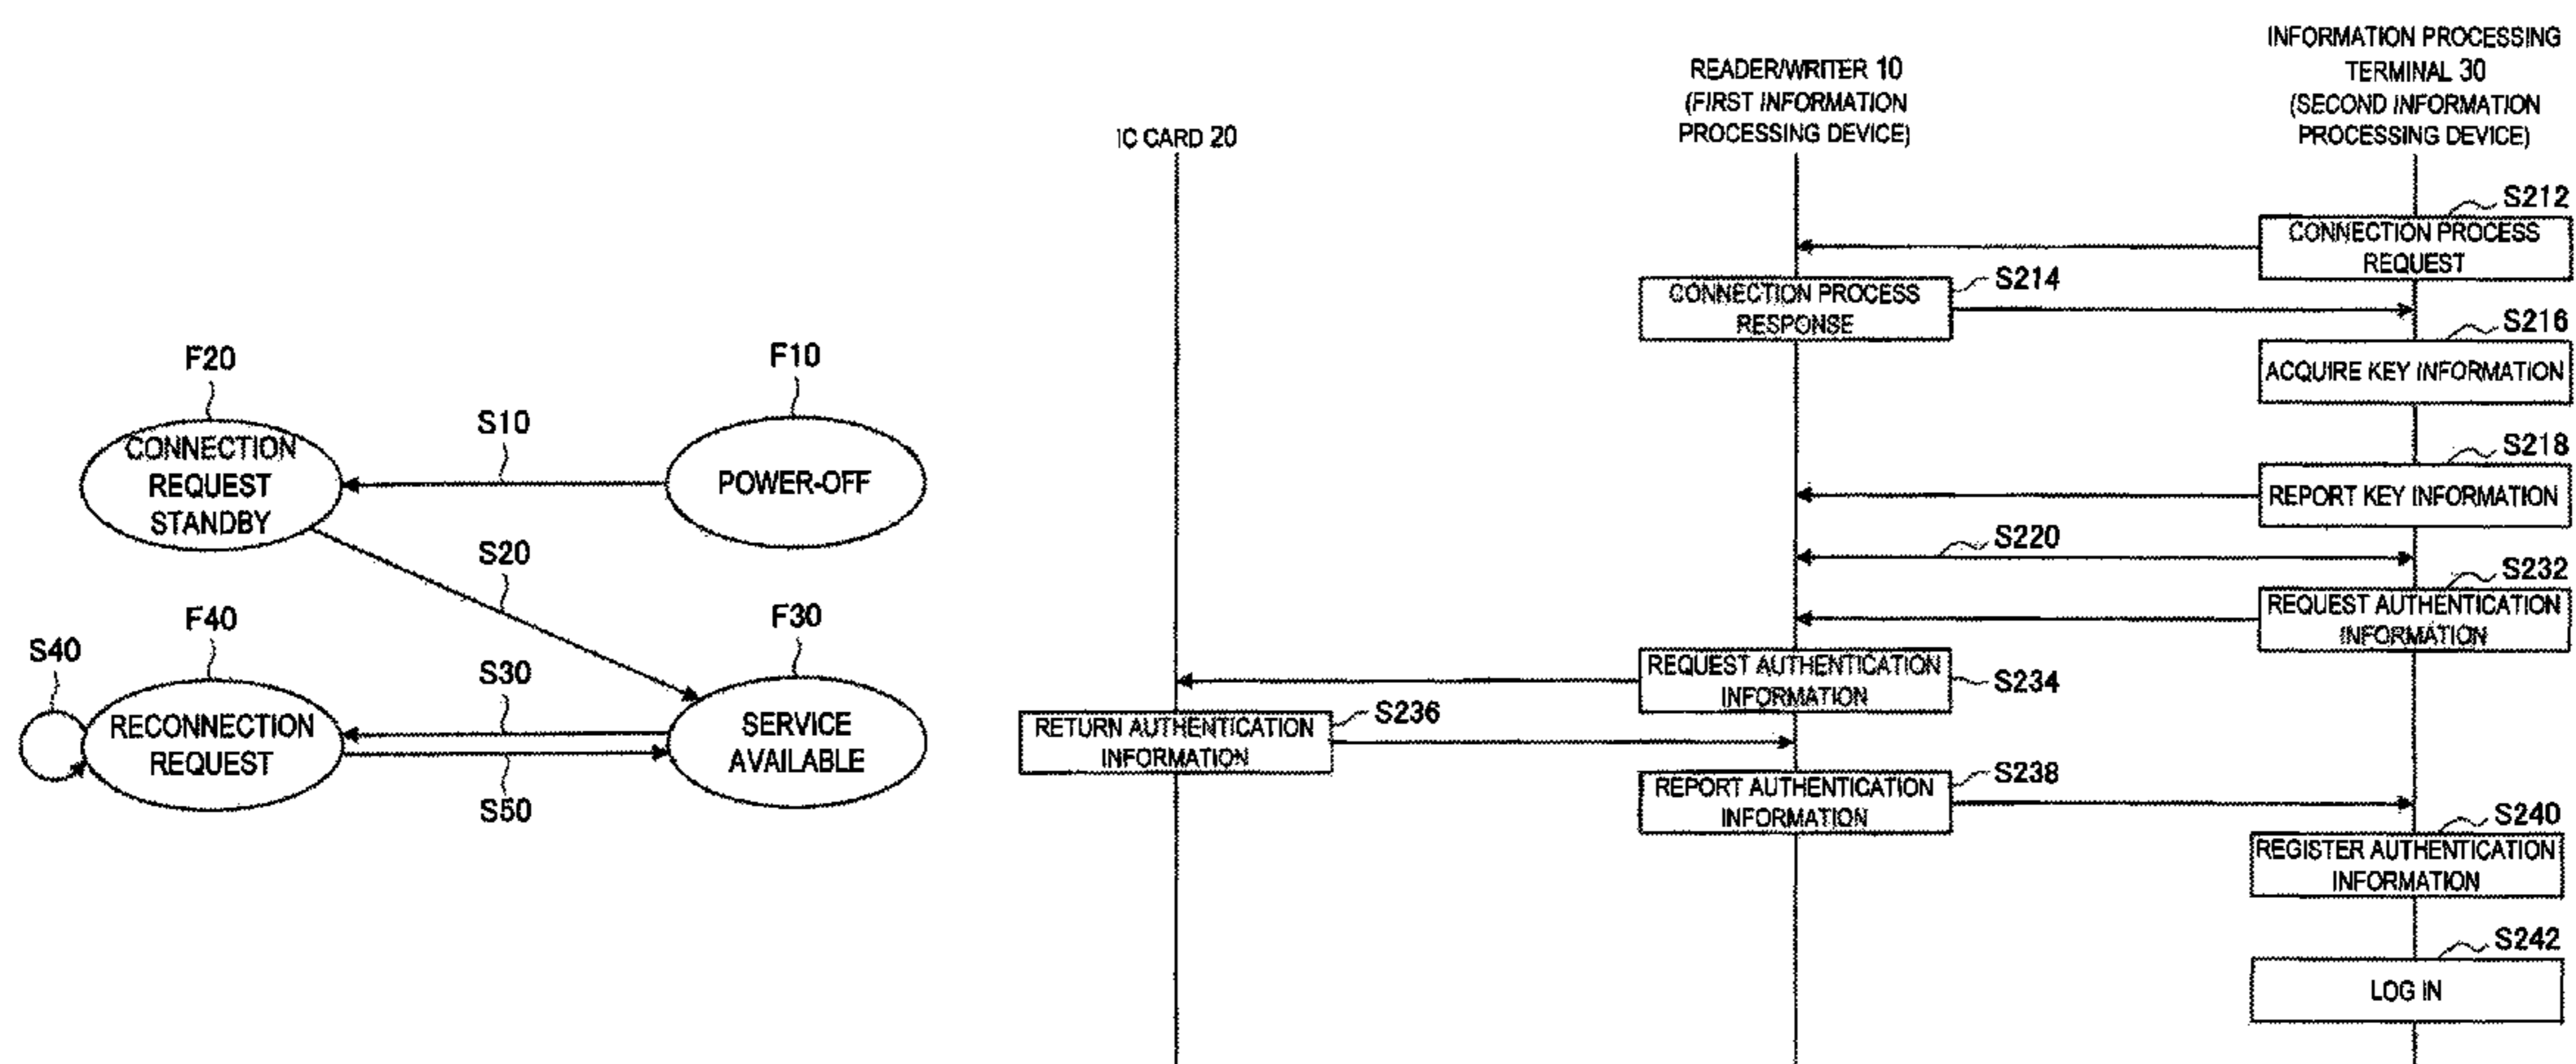 F20
F10
S10
CONNECTION
REQUEST
STANDBY
POWER-OFF
S20
F40
F30
S40
S30
RECONNECTION
REQUEST
SERVICE
AVAILABLE
S50
IC CARD 20
READER/WRITER 10
(FIRST INFORMATION
PROCESSING DEVICE)
INFORMATION PROCESSING
TERMINAL 30
(SECOND INFORMATION
PROCESSING DEVICE)
S212
CONNECTION PROCESS
REQUEST
S214
CONNECTION PROCESS
RESPONSE
S216
ACQUIRE KEY INFORMATION
S218
REPORT KEY INFORMATION
S220
S232
REQUEST AUTHENTICATION
INFORMATION
REQUEST AUTHENTICATION
INFORMATION
S234
S236
RETURN AUTHENTICATION
INFORMATION
S238
REPORT AUTHENTICATION
INFORMATION
S240
REGISTER AUTHENTICATION
INFORMATION
S242
LOG IN